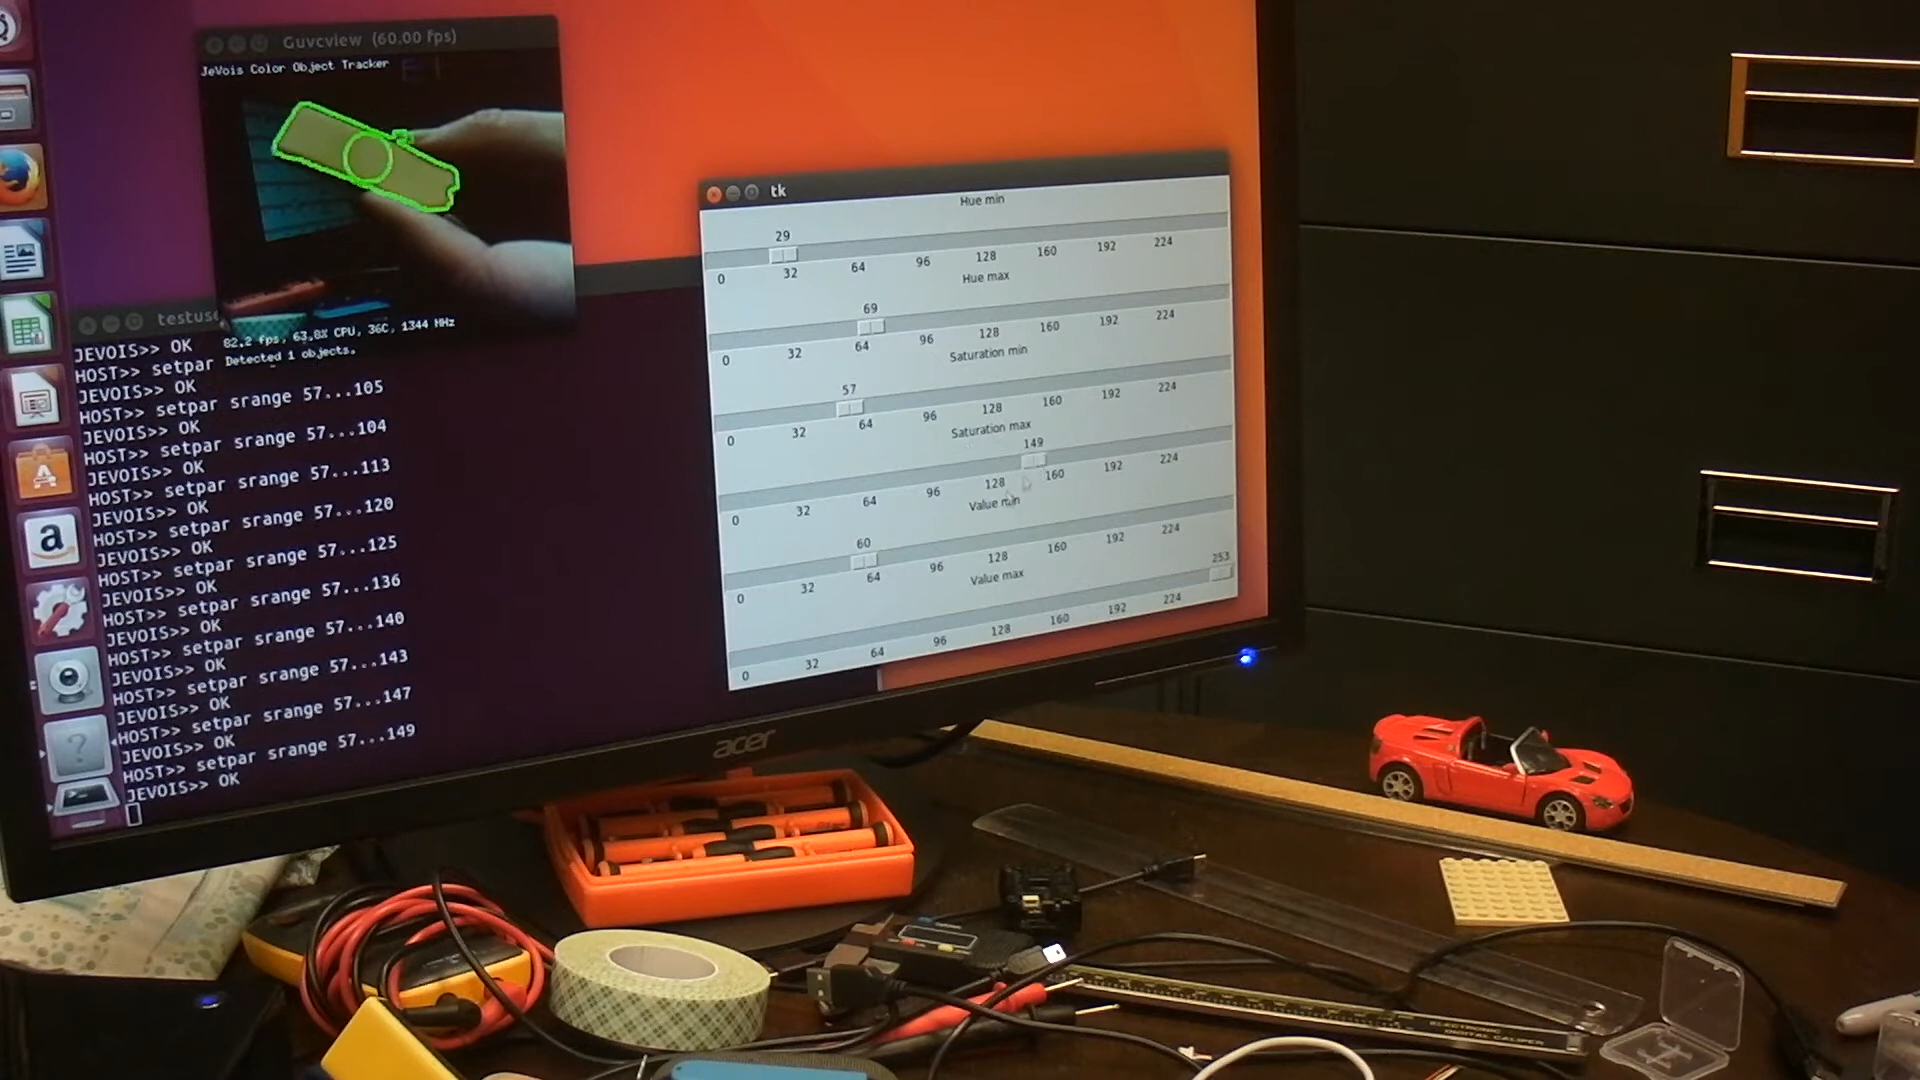 Guvcview (60.00 fps)
JeVois Color Object Tracker
82.2 fps, 63.8% CPU, 36C, 1344 MHz
Detected 1 objects.
JEVOIS>> OK
HOST>> setpar
JEVOIS>> OK
HOST>> setpar srange 57...105
JEVOIS>> OK
HOST>> setpar srange 57...104
JEVOIS>> OK
HOST>> setpar srange 57...113
JEVOIS>> OK
HOST>> setpar srange 57...120
JEVOIS>> OK
HOST>> setpar srange 57...125
JEVOIS>> OK
HOST>> setpar srange 57...136
JEVOIS>> OK
HOST>> setpar srange 57...140
JEVOIS>> OK
HOST>> setpar srange 57...143
JEVOIS>> OK
HOST>> setpar srange 57...147
JEVOIS>> OK
HOST>> setpar srange 57...149
JEVOIS>> OK
tk
Hue min
29
0 32 64 96 128 160 192 224
Hue max
69
0 32 64 96 128 160 192 224
Saturation min
57
0 32 64 96 128 160 192 224
Saturation max
149
0 32 64 96 128 160 192 224
Value min
60
0 32 64 96 128 160 192 224
Value max
253
0 32 64 96 128 160 192 224
acer
ELECTRONIC
DIGITAL CALIPER